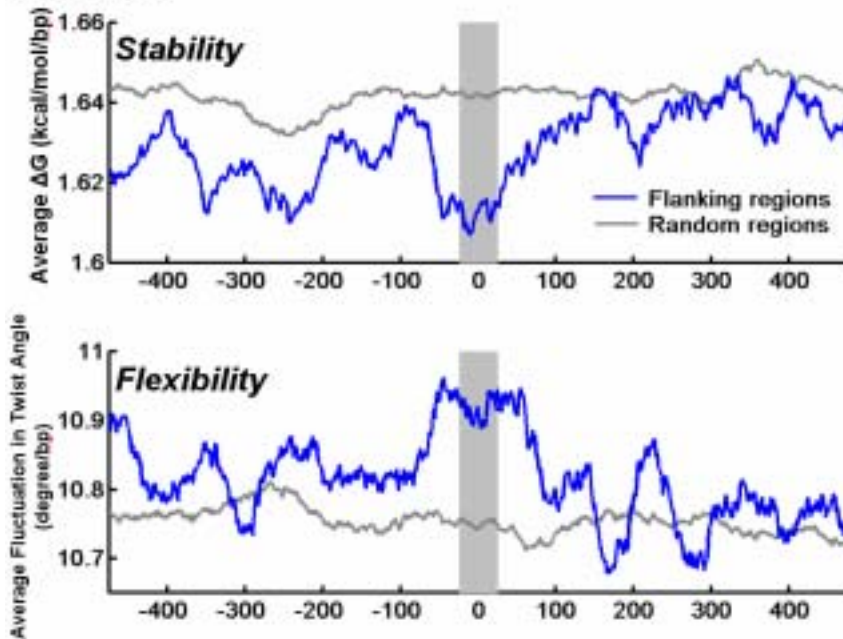 Stability
Average ΔG (kcal/mol/bp)
1.66
1.64
1.62
1.6
Flanking regions
Random regions
-400 -300 -200 -100 0 100 200 300 400
Flexibility
Average Fluctuation in Twist Angle
(degree/bp)
11
10.9
10.8
10.7
-400 -300 -200 -100 0 100 200 300 400